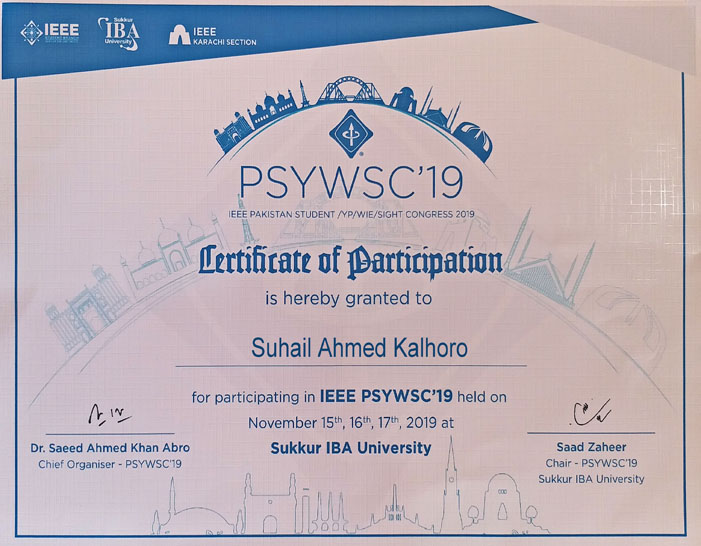 IEEE
Sukkur
IBA
University
IEEE
KARACHI SECTION
PSYWSC'19
IEEE PAKISTAN STUDENT /YP/WIE/SIGHT CONGRESS 2019
Certificate of Participation
is hereby granted to
Suhail Ahmed Kalhoro
for participating in IEEE PSYWSC'19 held on
November 15th, 16th, 17th, 2019 at
Sukkur IBA University
Dr. Saeed Ahmed Khan Abro
Chief Organiser - PSYWSC'19
Saad Zaheer
Chair - PSYWSC'19
Sukkur IBA University